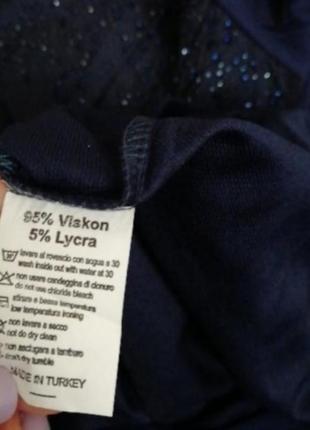 95% Viskon
5% Lycra
lavare al rovescio con acqua a 30
wash inside out with water at 30
non usare candigina di cloruro
do not use chloride bleach
stirare a bassa temperatura
low temperature ironing
non lavare a secco
not do dry clean
non asciugare a tamburo
don't dry tumble
MADE IN TURKEY